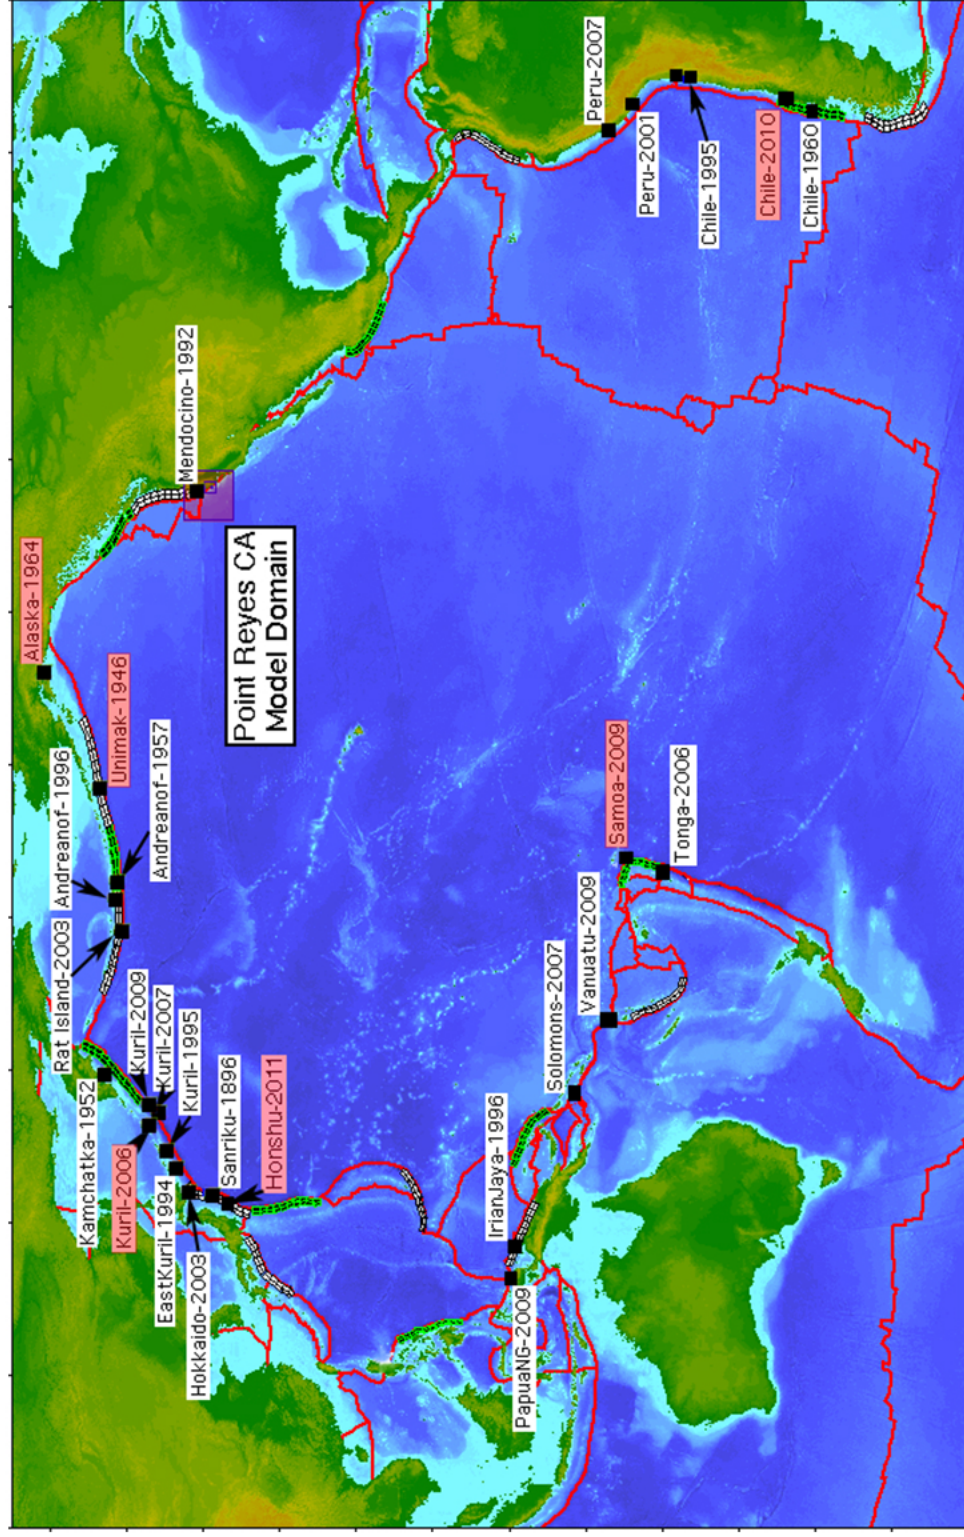 Alaska-1964
Unimak-1946
Andreanof-1996
Andreanof-1957
Rat Island-2003
Kamchatka-1952
Kuril-2009
Kuril-2007
Kuril-1995
Kuril-2006
EastKuril-1994
Hokkaido-2003
Sanriku-1896
Honshu-2011
Mendocino-1992
Point Reyes CA
Model Domain
IrianJaya-1996
PapuaNG-2009
Solomons-2007
Vanuatu-2009
Samoa-2009
Tonga-2006
Peru-2007
Peru-2001
Chile-1995
Chile-2010
Chile-1960